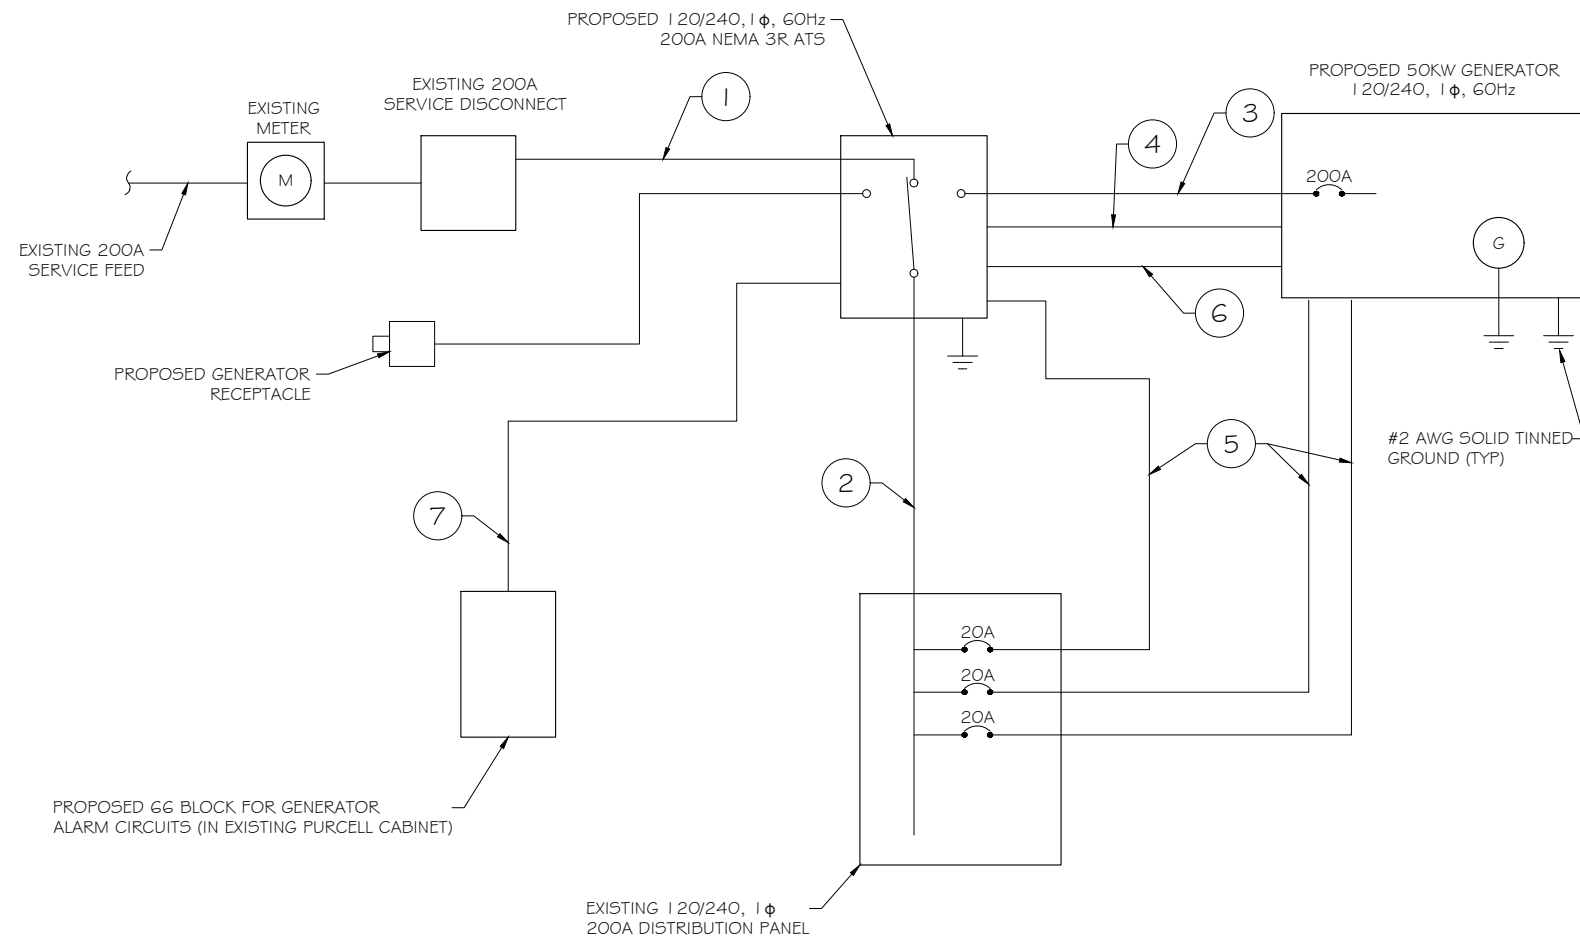 PROPOSED 120/240, 1ϕ, 60Hz
200A NEMA 3R ATS
PROPOSED 50KW GENERATOR
120/240, 1ϕ, 60Hz
EXISTING 200A
SERVICE DISCONNECT
1
EXISTING
METER
3
4
M
200A
EXISTING 200A
SERVICE FEED
G
6
PROPOSED GENERATOR
RECEPTACLE
#2 AWG SOLID TINNED
GROUND (TYP)
5
2
7
20A
20A
20A
PROPOSED 66 BLOCK FOR GENERATOR
ALARM CIRCUITS (IN EXISTING PURCELL CABINET)
EXISTING 120/240, 1ϕ
200A DISTRIBUTION PANEL